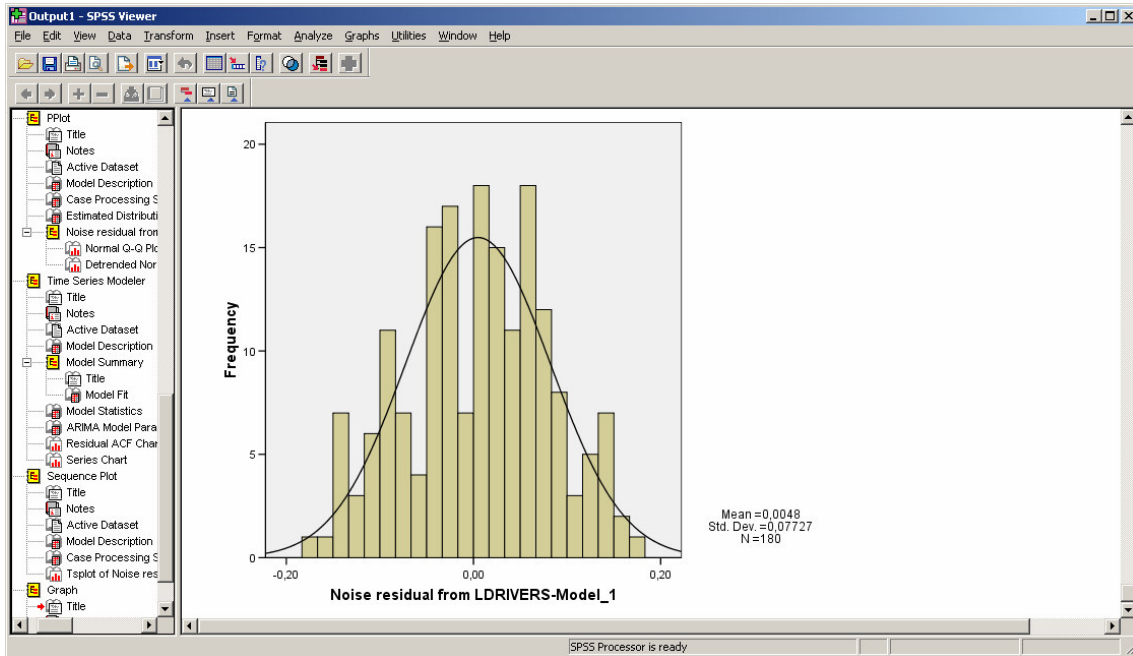 Output1 - SPSS Viewer
File Edit View Data Transform Insert Format Analyze Graphs Utilities Window Help
PPlot
Title
Notes
Active Dataset
Model Description
Case Processing S
Estimated Distributi
Noise residual from
Normal Q-Q Plo
Detrended Nor
Time Series Modeler
Title
Notes
Active Dataset
Model Description
Model Summary
Title
Model Fit
Model Statistics
ARIMA Model Para
Residual ACF Char
Series Chart
Sequence Plot
Title
Notes
Active Dataset
Model Description
Case Processing S
Tsplot of Noise res
Graph
Title
20
15
10
5
0
Frequency
-0,20
0,00
0,20
Noise residual from LDRIVERS-Model_1
Mean =0,0048
Std. Dev. =0,07727
N =180
SPSS Processor is ready